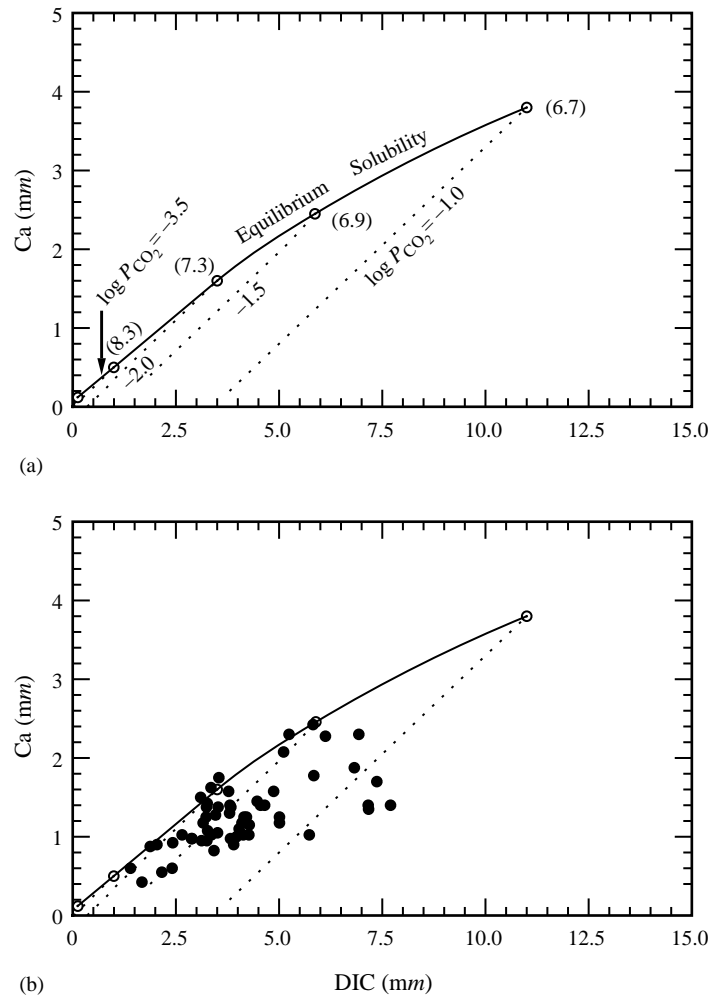 5
4
3
2
1
0
Ca (mm)
(6.7)
Equilibrium Solubility
(6.9)
log P_CO2 = −1.0
log P_CO2 = −3.5
(7.3)
−1.5
(8.3)
−2.0
0 2.5 5.0 7.5 10.0 12.5 15.0
(a)
5
4
3
2
1
0
Ca (mm)
0 2.5 5.0 7.5 10.0 12.5 15.0
(b)
DIC (mm)